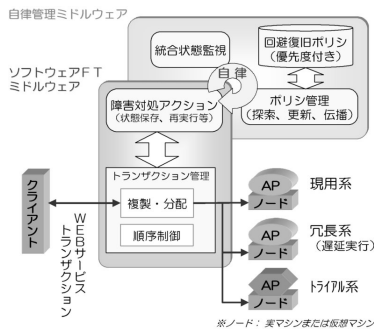 自律管理ミドルウェア
統合状態監視
回避復旧ポリシ
(優先度付き)
自律
ソフトウェアFT
ミドルウェア
障害対処アクション
(状態保存、再実行等)
ポリシ管理
(探索、更新、伝播)
トランザクション管理
クライアント
複製・分配
順序制御
WEBサービス
トランザクション
AP
ノード
現用系
AP
ノード
冗長系
(遅延実行)
AP
ノード
トライアル系
※ノード：実マシンまたは仮想マシン